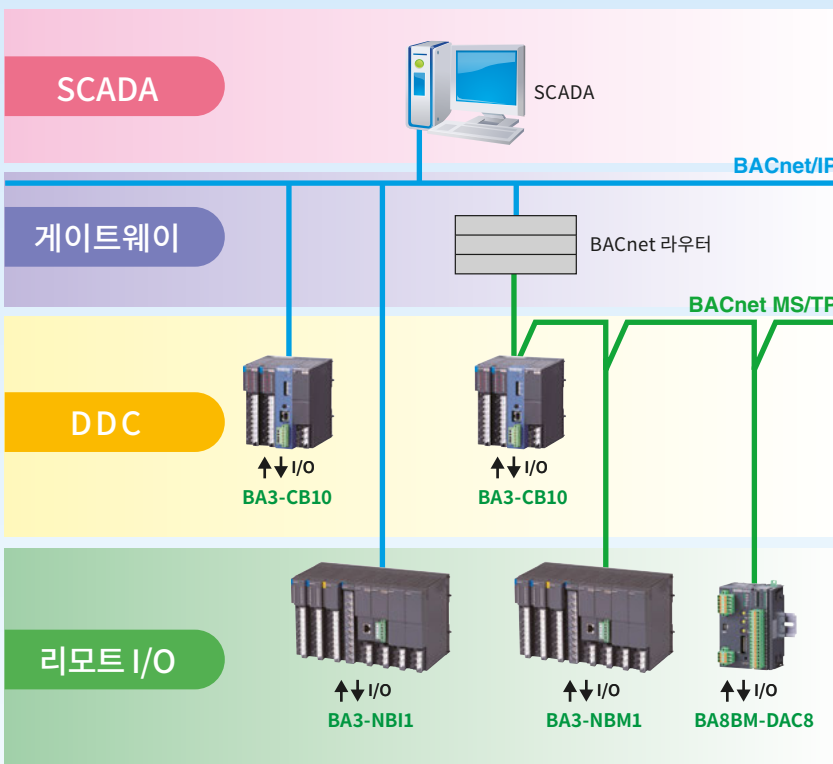 SCADA
SCADA
BACnet/IP
게이트웨이
BACnet 라우터
BACnet MS/TP
DDC
I/O
BA3-CB10
I/O
BA3-CB10
리모트 I/O
I/O
BA3-NBI1
I/O
BA3-NBM1
I/O
BA8BM-DAC8